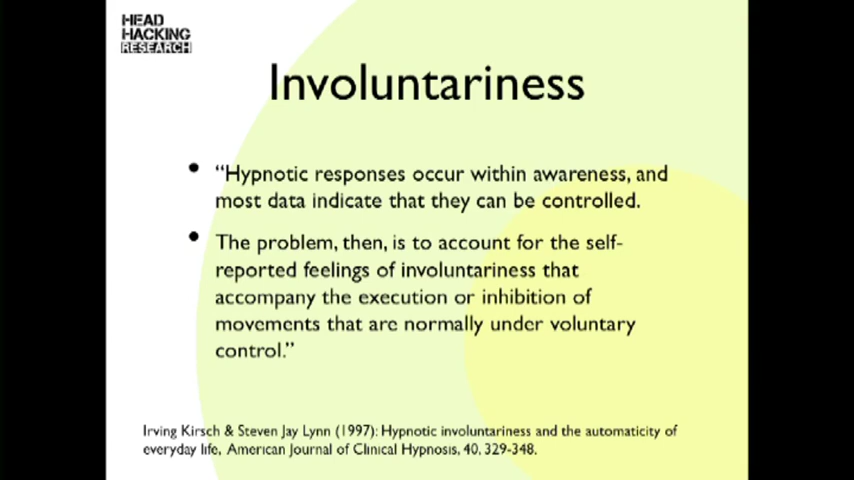 HEAD
HACKING
RESEARCH
Involuntariness
• “Hypnotic responses occur within awareness, and
most data indicate that they can be controlled.
• The problem, then, is to account for the self-
reported feelings of involuntariness that
accompany the execution or inhibition of
movements that are normally under voluntary
control.”
Irving Kirsch & Steven Jay Lynn (1997): Hypnotic involuntariness and the automaticity of
everyday life, American Journal of Clinical Hypnosis, 40, 329-348.